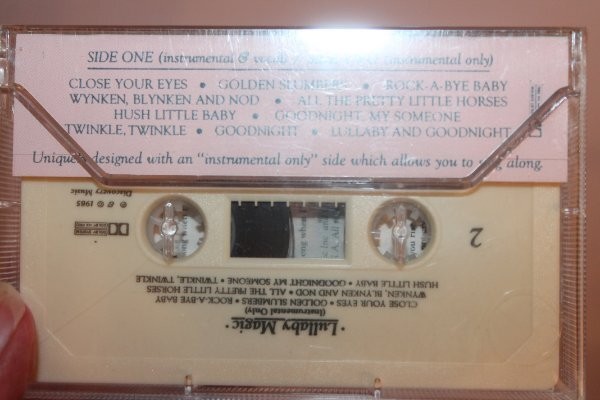 SIDE ONE (instrumental & vocal) (instrumental only)
CLOSE YOUR EYES • GOLDEN SLUMBERS • ROCK-A-BYE BABY
WYNKEN, BLYNKEN AND NOD • ALL THE PRETTY LITTLE HORSES
HUSH LITTLE BABY • GOODNIGHT, MY SOMEONE
TWINKLE, TWINKLE • GOODNIGHT • LULLABY AND GOODNIGHT
Uniquely designed with an "instrumental only" side which allows you to sing along.
2
"Lullaby Magic"
(Instrumental Only)
CLOSE YOUR EYES • GOLDEN SLUMBERS • ROCK-A-BYE BABY
WYNKEN, BLYNKEN AND NOD • ALL THE PRETTY LITTLE HORSES
HUSH LITTLE BABY • GOODNIGHT, MY SOMEONE • TWINKLE, TWINKLE
℗ © 1985
Discovery Music